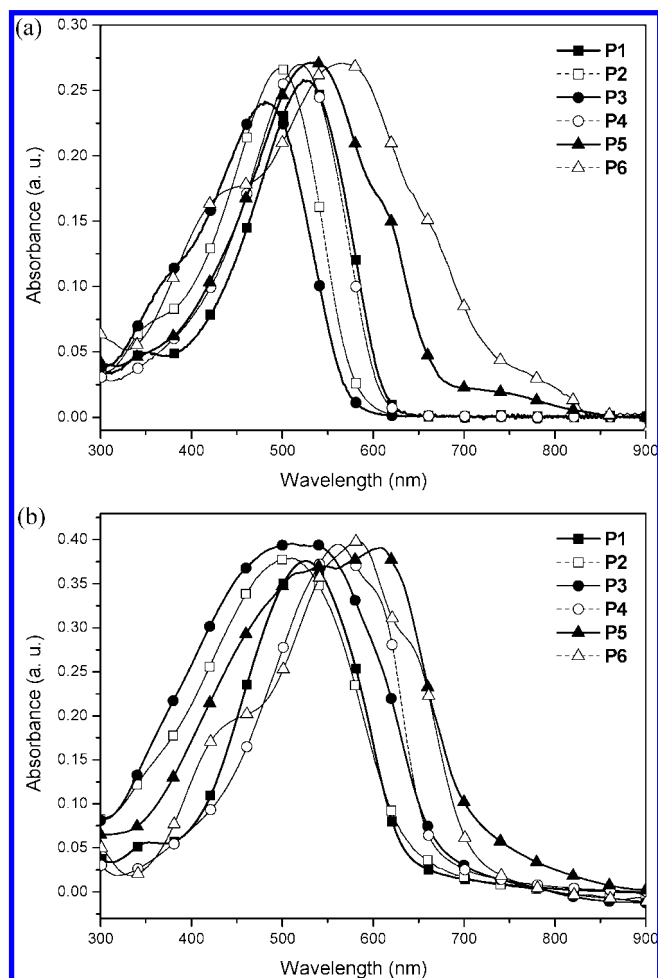 (a)
0.30
0.25
0.20
0.15
0.10
0.05
0.00
Absorbance (a. u.)
P1
P2
P3
P4
P5
P6
300 400 500 600 700 800 900
Wavelength (nm)
(b)
0.40
0.35
0.30
0.25
0.20
0.15
0.10
0.05
0.00
Absorbance (a. u.)
P1
P2
P3
P4
P5
P6
300 400 500 600 700 800 900
Wavelength (nm)